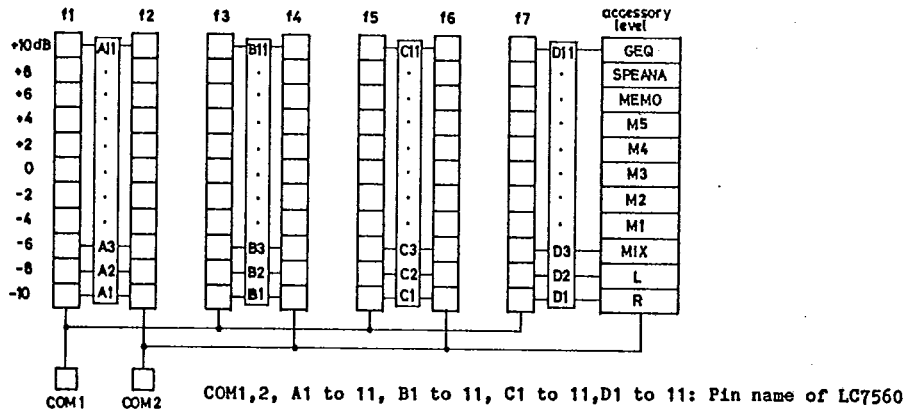 f1 f2 f3 f4 f5 f6 f7 accessory
level
+10dB A11 B11 C11 D11 GEQ
+8 SPEANA
+6 MEMO
+4 M5
+2 M4
0 M3
-2 M2
-4 M1
-6 A3 B3 C3 D3 MIX
-8 A2 B2 C2 D2 L
-10 A1 B1 C1 D1 R
COM1 COM2 COM1,2, A1 to 11, B1 to 11, C1 to 11,D1 to 11: Pin name of LC7560